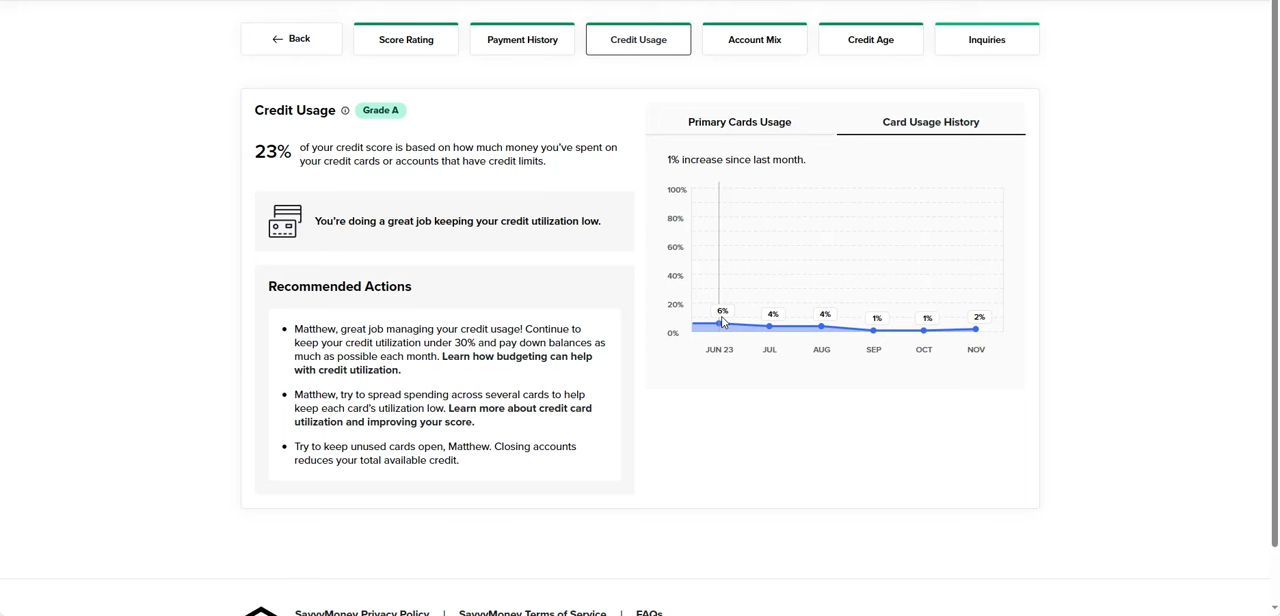 ← Back
Score Rating
Payment History
Credit Usage
Account Mix
Credit Age
Inquiries
Credit Usage
Grade A
23%
of your credit score is based on how much money you've spent on
your credit cards or accounts that have credit limits.
You're doing a great job keeping your credit utilization low.
Recommended Actions
• Matthew, great job managing your credit usage! Continue to
keep your credit utilization under 30% and pay down balances as
much as possible each month. Learn how budgeting can help
with credit utilization.
• Matthew, try to spread spending across several cards to help
keep each card's utilization low. Learn more about credit card
utilization and improving your score.
• Try to keep unused cards open, Matthew. Closing accounts
reduces your total available credit.
Primary Cards Usage
Card Usage History
1% increase since last month.
100%
80%
60%
40%
20%
0%
6%
4%
4%
1%
1%
2%
JUN 23
JUL
AUG
SEP
OCT
NOV
SavvyMoney Privacy Policy | SavvyMoney Terms of Service | FAQs